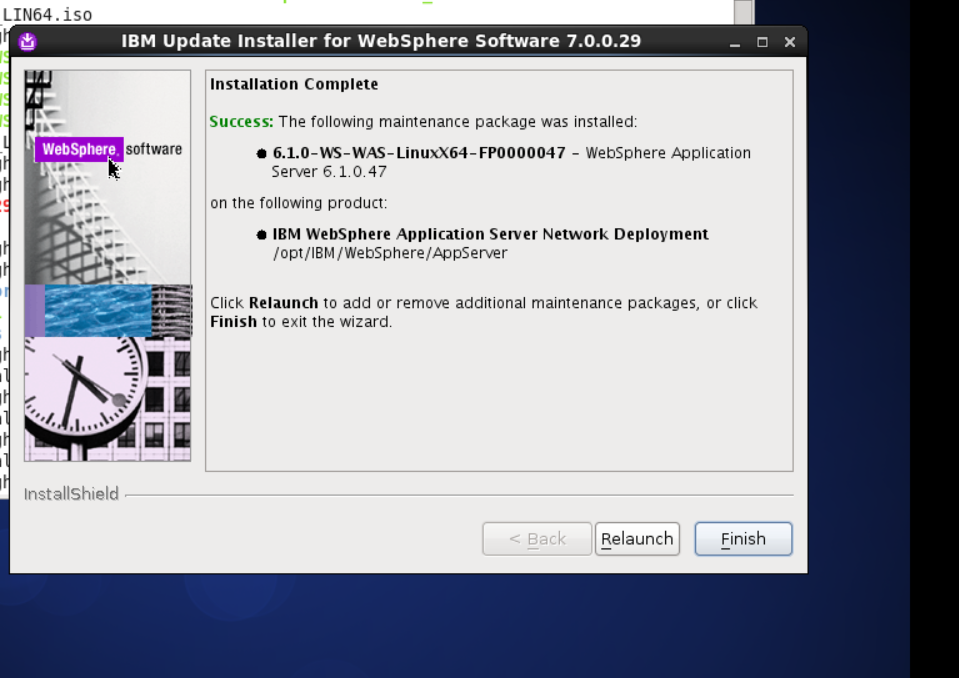 _LIN64.iso
IBM Update Installer for WebSphere Software 7.0.0.29
Installation Complete
Success: The following maintenance package was installed:
● 6.1.0-WS-WAS-LinuxX64-FP0000047 - WebSphere Application
Server 6.1.0.47
on the following product:
● IBM WebSphere Application Server Network Deployment
/opt/IBM/WebSphere/AppServer
Click Relaunch to add or remove additional maintenance packages, or click
Finish to exit the wizard.
WebSphere. software
InstallShield
< Back
Relaunch
Finish